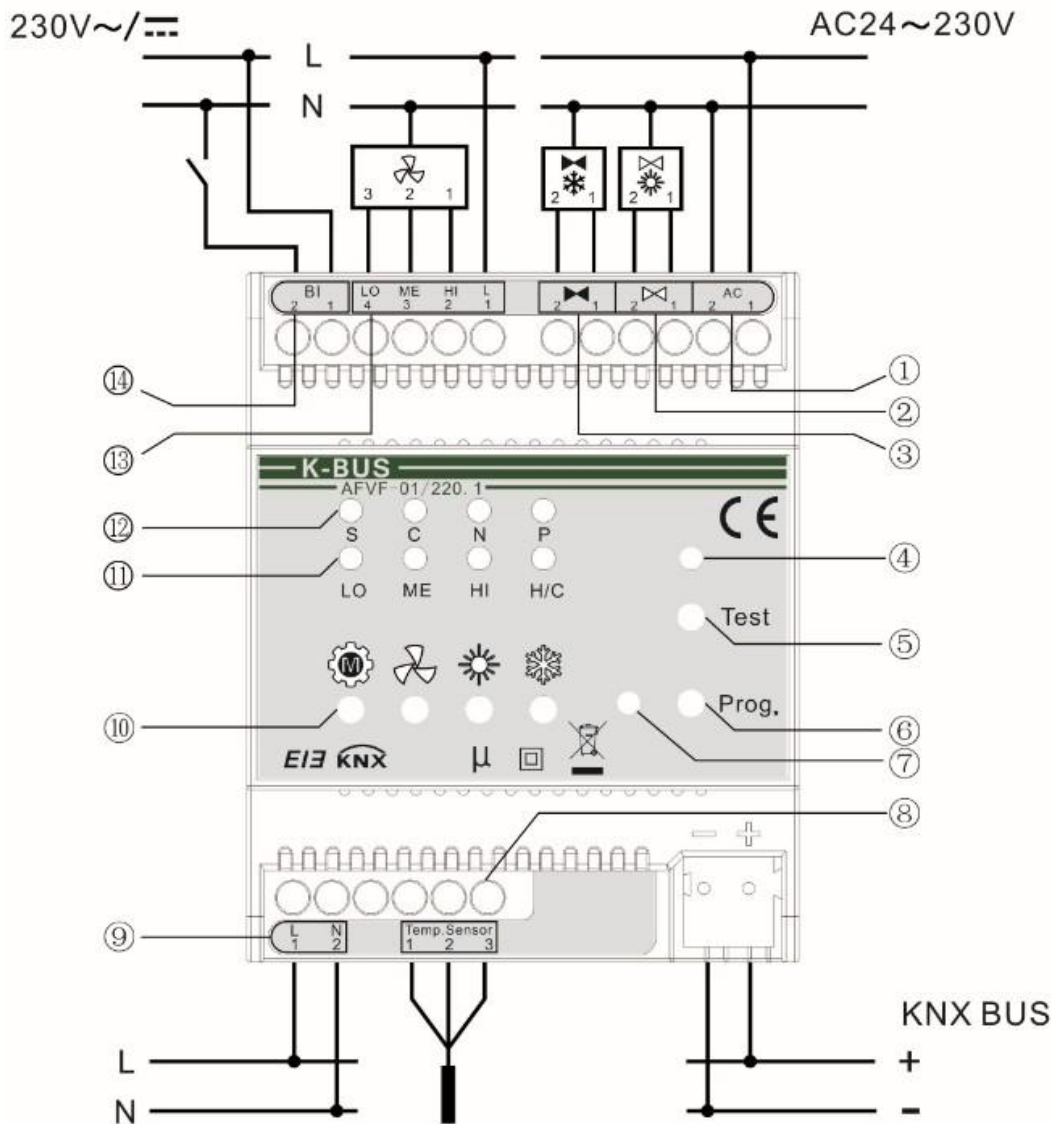 230V～/⎓
AC24～230V
L
N
3 2 1
2 1
2 1
BI
2 1
LO ME HI L
4 3 2 1
2 1
2 1
AC
2 1
⑭
①
②
⑬
③
K-BUS
AFVF-01/220.1
CE
⑫
S C N P
④
⑪
LO ME HI H/C
Test
⑤
M
⑩
Prog.
⑥
EIB KNX
μ
⑦
⑧
− +
⑨
L N
1 2
Temp.Sensor
1 2 3
KNX BUS
L
+
N
-